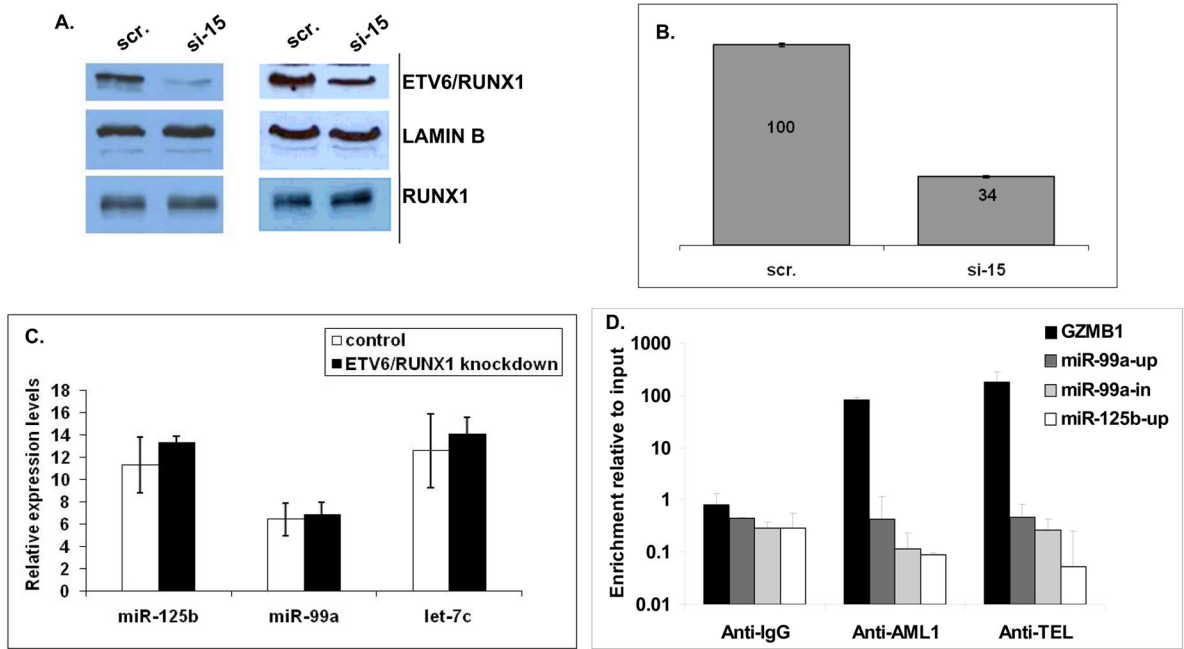 A.
scr. si-15 scr. si-15
ETV6/RUNX1
LAMIN B
RUNX1
B.
100
34
scr. si-15
C.
control
ETV6/RUNX1 knockdown
Relative expression levels
18
16
14
12
10
8
6
4
2
0
miR-125b miR-99a let-7c
D.
GZMB1
miR-99a-up
miR-99a-in
miR-125b-up
Enrichment relative to input
1000
100
10
1
0.1
0.01
Anti-IgG Anti-AML1 Anti-TEL